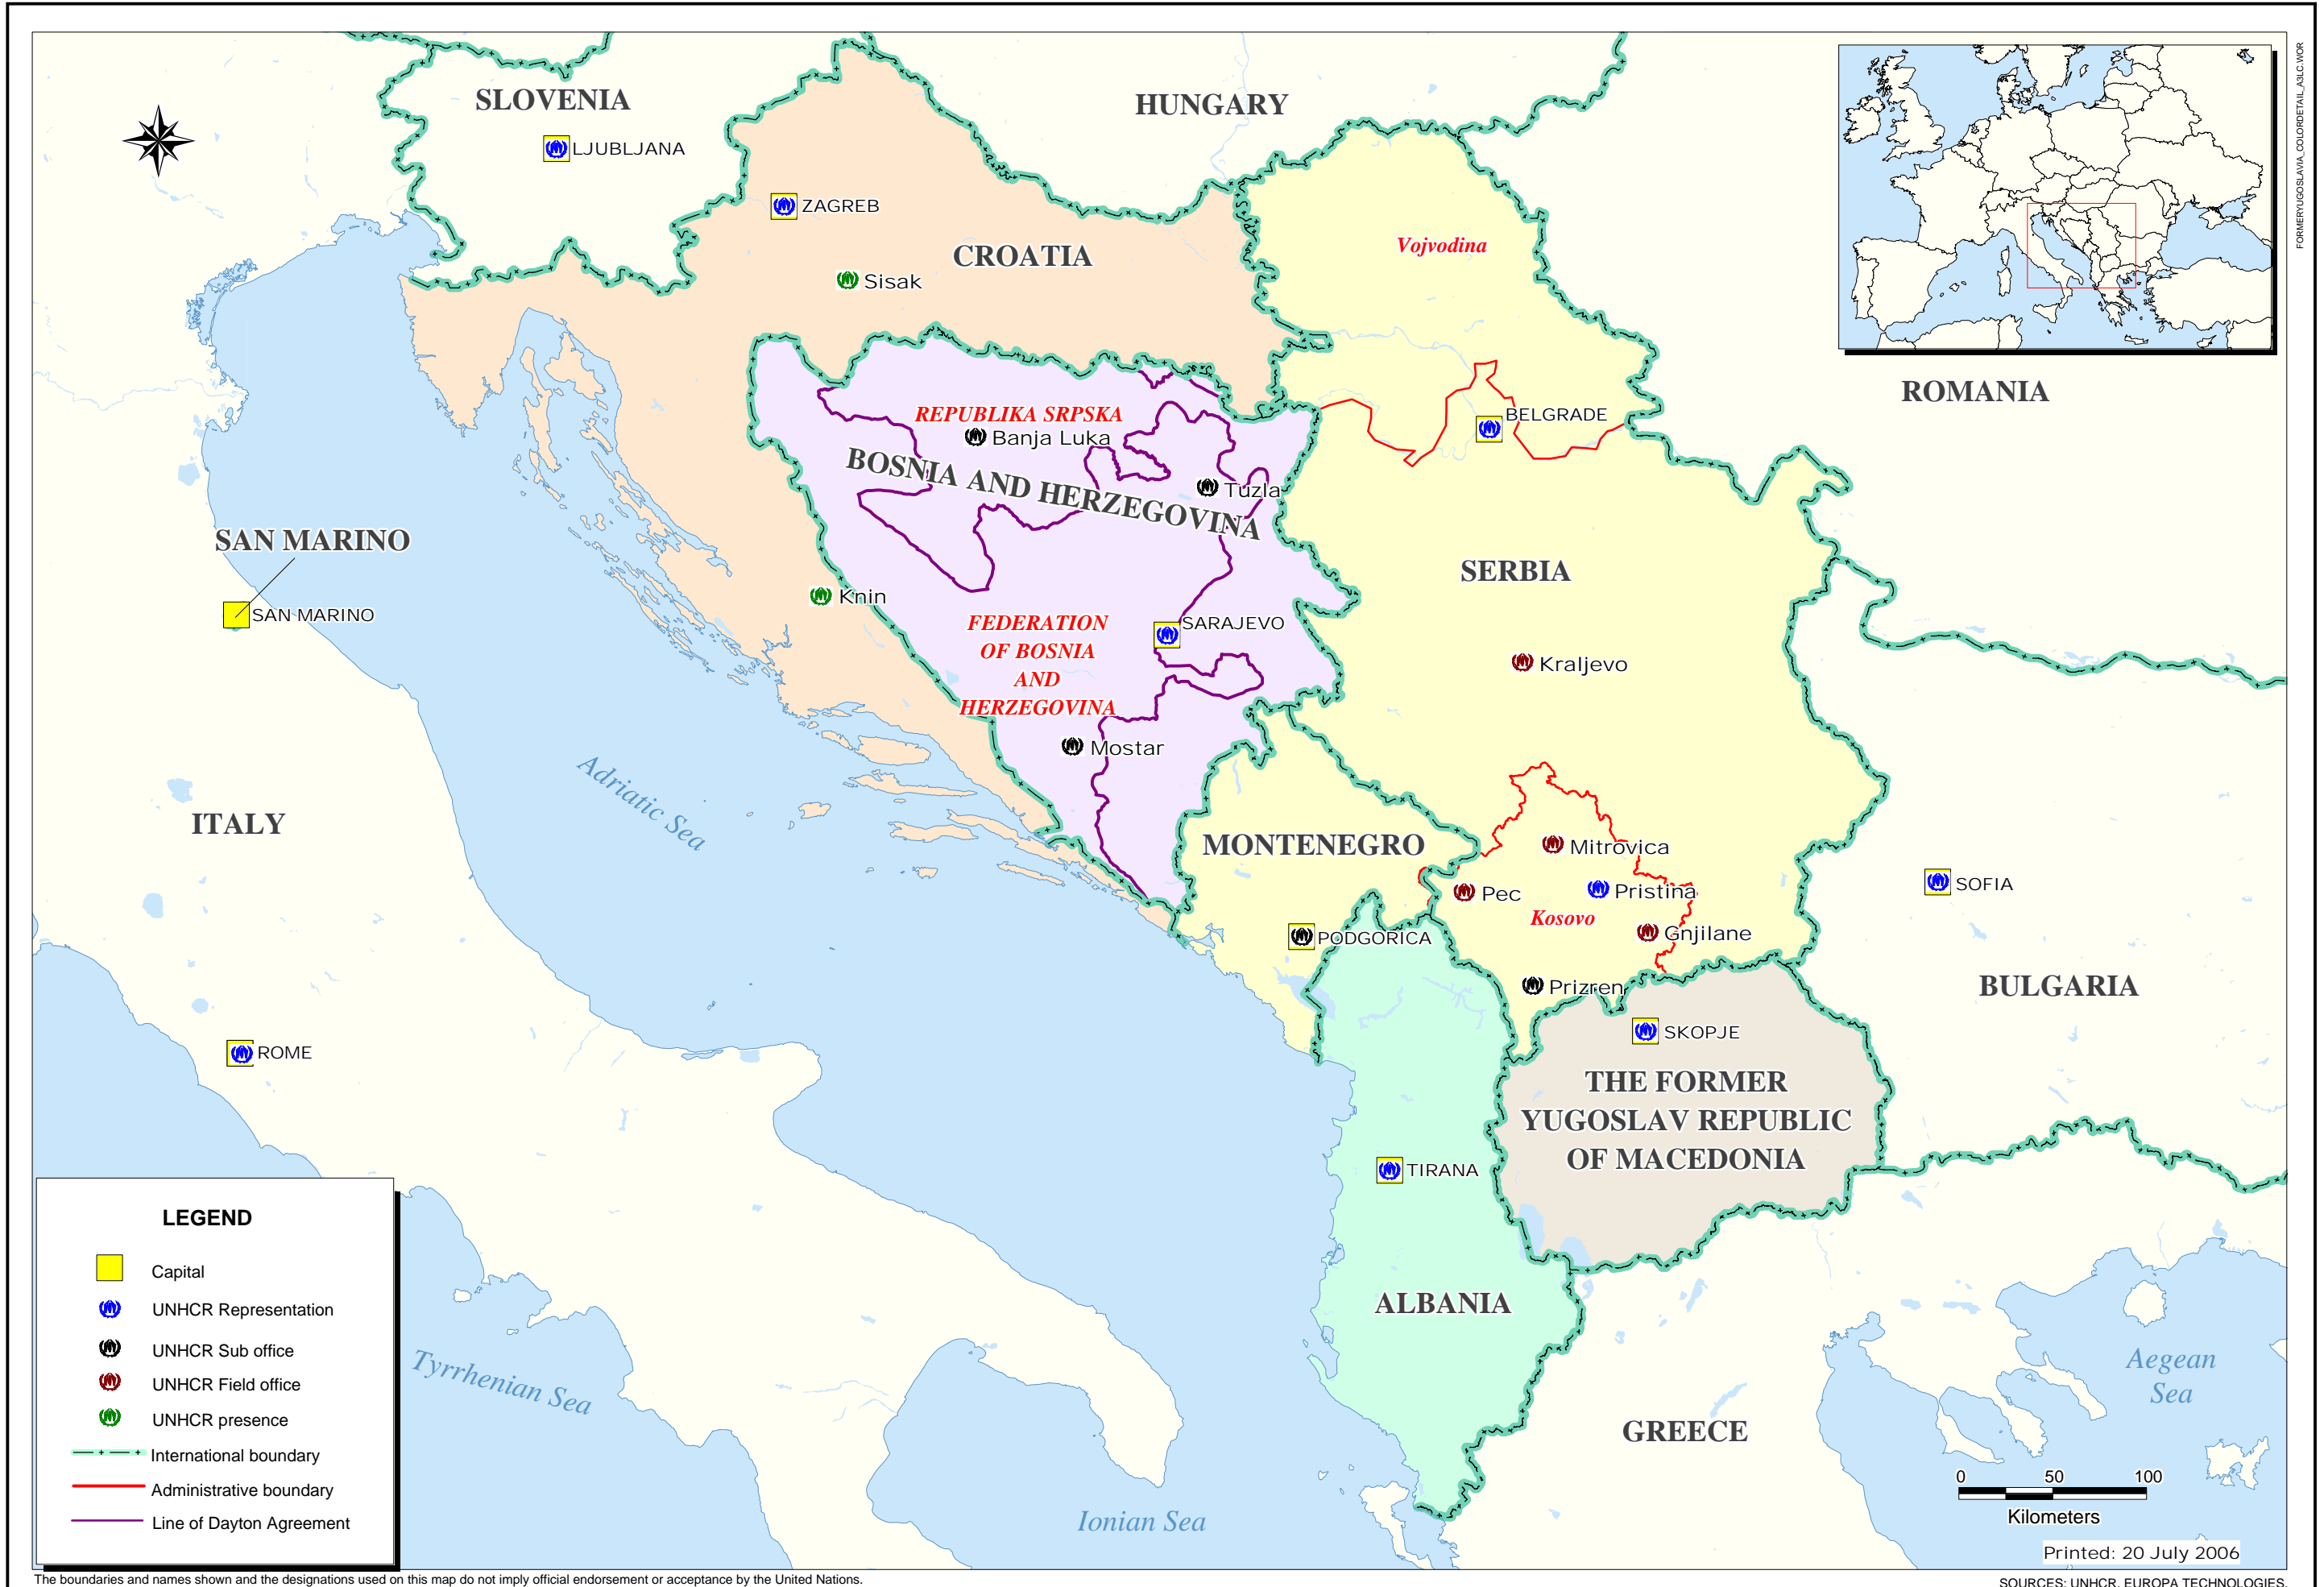 FORMERYUGOSLAVIA_COLORDETAIL_A3LC.WOR
SLOVENIA
HUNGARY
LJUBLJANA
ZAGREB
CROATIA
Vojvodina
Sisak
ROMANIA
REPUBLIKA SRPSKA
BELGRADE
Banja Luka
BOSNIA AND HERZEGOVINA
Tuzla
SAN MARINO
SERBIA
Knin
SAN MARINO
FEDERATION
OF BOSNIA
AND
HERZEGOVINA
SARAJEVO
Kraljevo
Mostar
Adriatic Sea
ITALY
MONTENEGRO
Mitrovica
Pec
Pristina
SOFIA
Kosovo
Gnjilane
PODGORICA
Prizren
BULGARIA
SKOPJE
ROME
THE FORMER
YUGOSLAV REPUBLIC
OF MACEDONIA
TIRANA
ALBANIA
Tyrrhenian Sea
Aegean
Sea
GREECE
Ionian Sea
LEGEND
Capital
UNHCR Representation
UNHCR Sub office
UNHCR Field office
UNHCR presence
International boundary
Administrative boundary
Line of Dayton Agreement
0 50 100
Kilometers
Printed: 20 July 2006
The boundaries and names shown and the designations used on this map do not imply official endorsement or acceptance by the United Nations.
SOURCES: UNHCR, EUROPA TECHNOLOGIES.